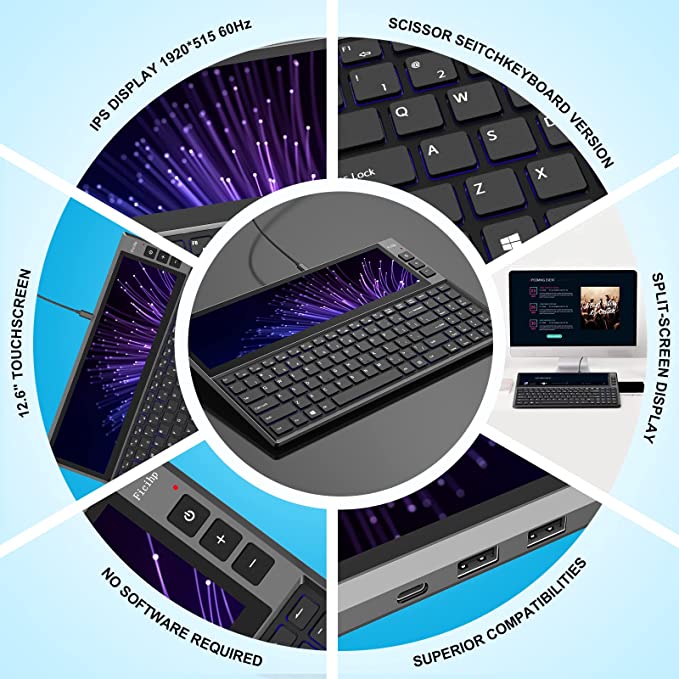 IPS DISPLAY 1920*515 60Hz
SCISSOR SEITCHKEYBOARD VERSION
F1
!
1
@
2
Q
W
A
S
Z
X
F6
12.6" TOUCHSCREEN
SPLIT-SCREEN DISPLAY
Ficihp
+
−
NO SOFTWARE REQUIRED
SUPERIOR COMPATIBILITIES